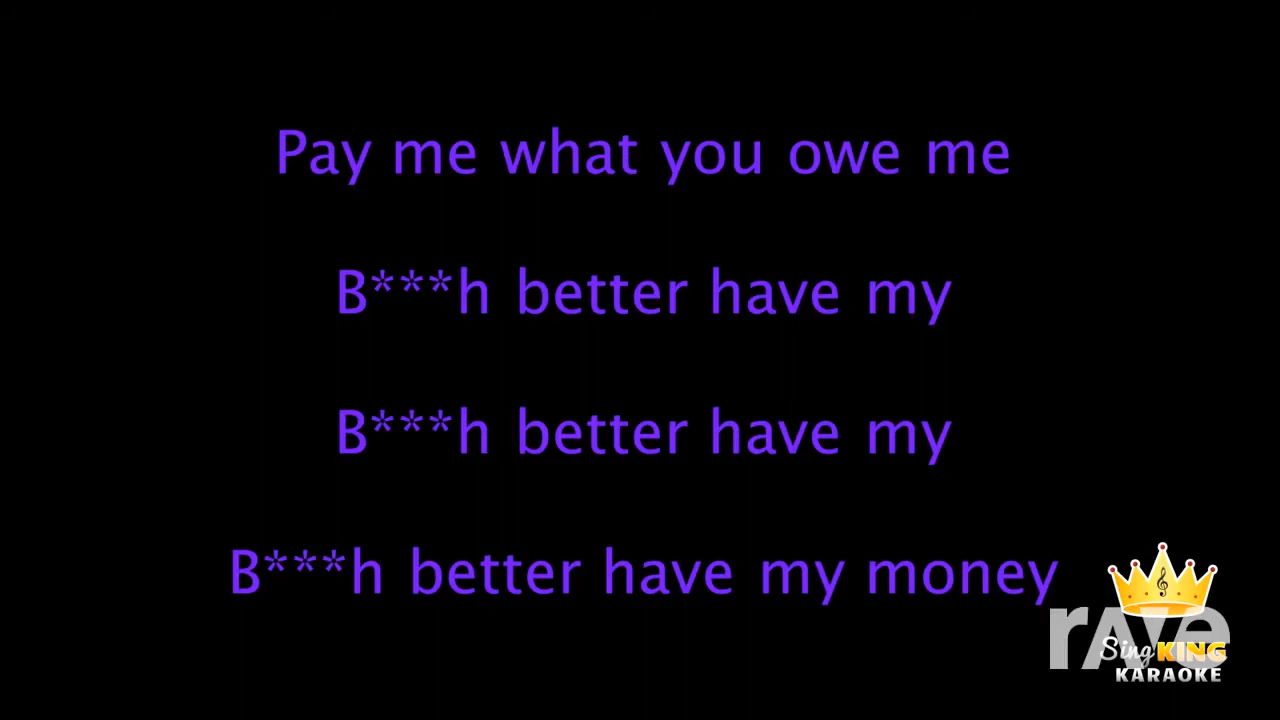 Pay me what you owe me
B***h better have my
B***h better have my
B***h better have my money
rave
Sing KING
KARAOKE